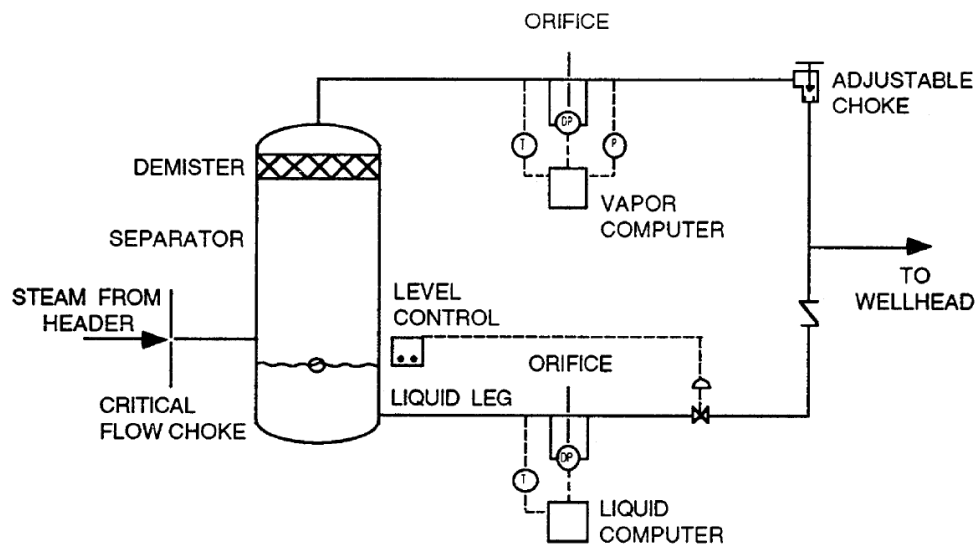 ORIFICE
ADJUSTABLE
CHOKE
DP
T
P
DEMISTER
VAPOR
COMPUTER
SEPARATOR
TO
WELLHEAD
STEAM FROM
HEADER
LEVEL
CONTROL
ORIFICE
LIQUID LEG
CRITICAL
FLOW CHOKE
DP
T
LIQUID
COMPUTER